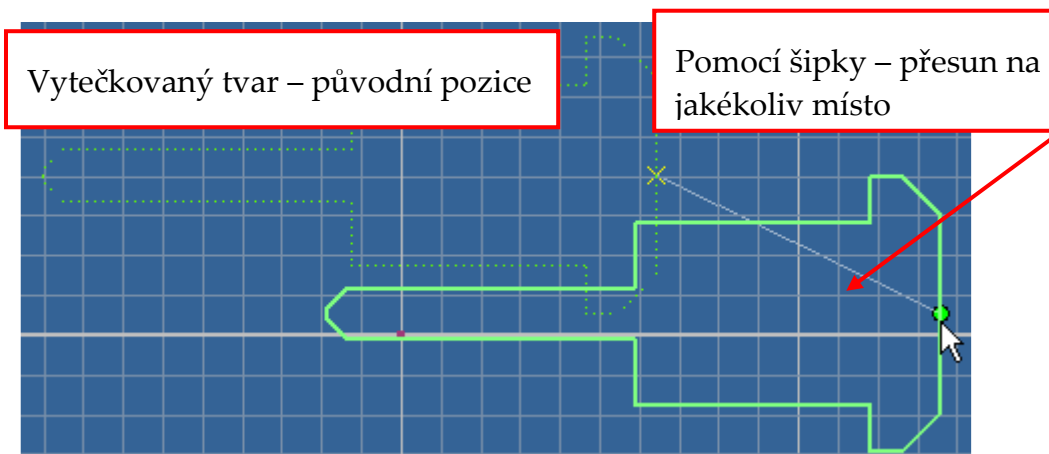 Vytečkovaný tvar – původní pozice
Pomocí šipky – přesun na
jakékoliv místo